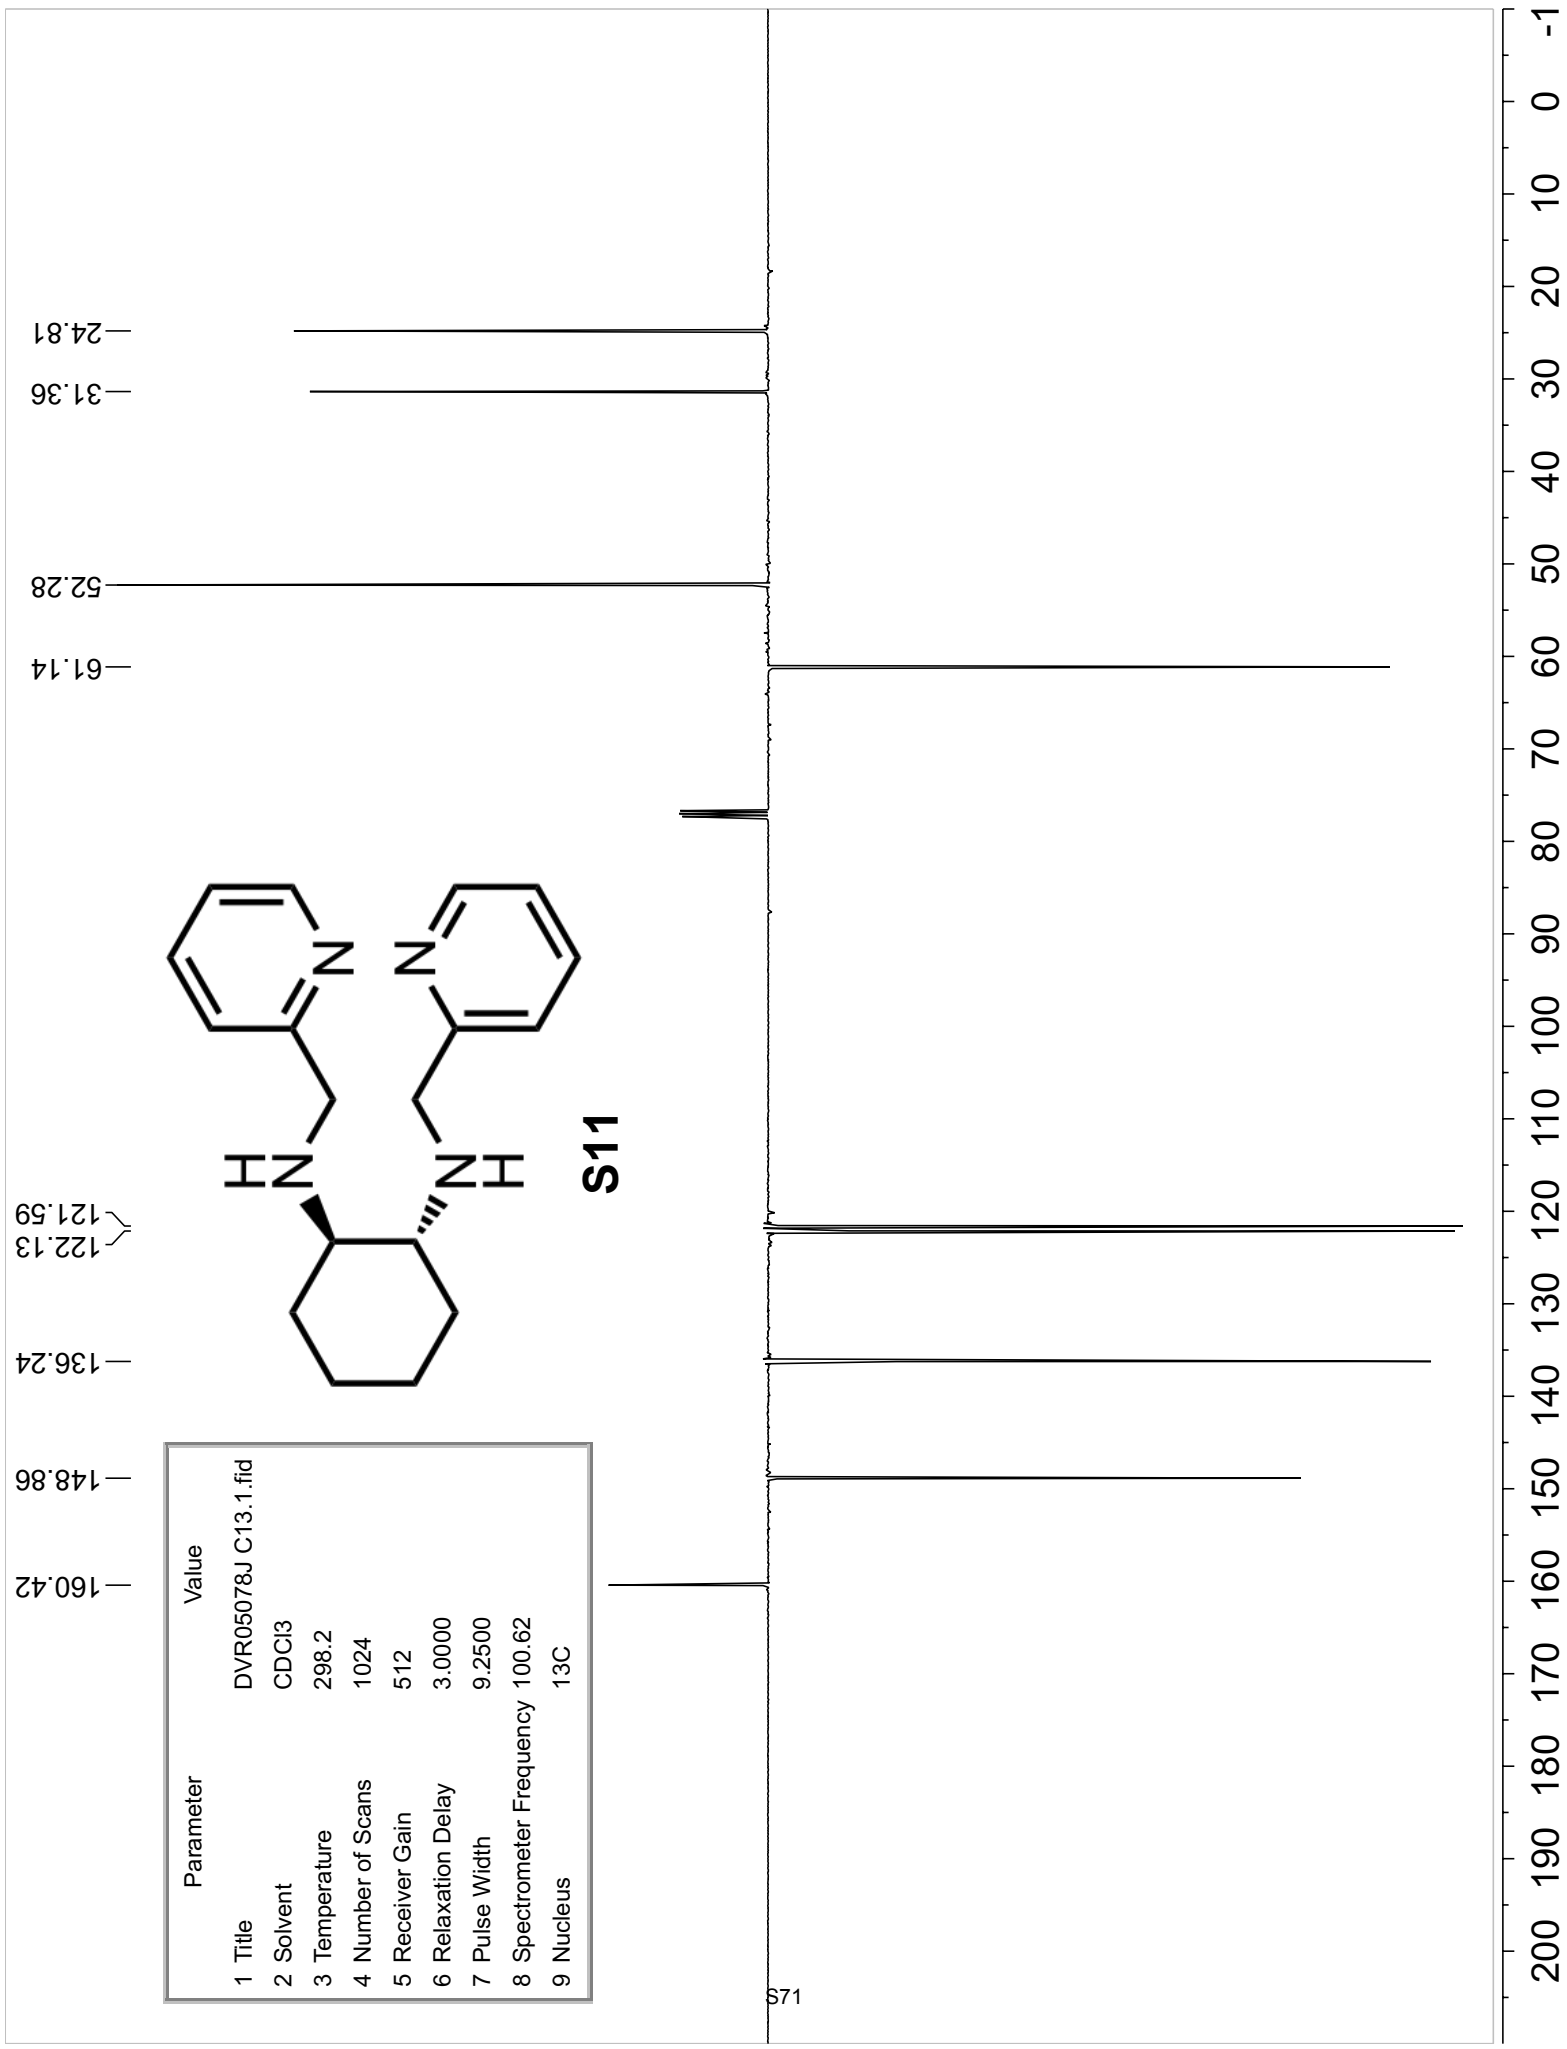 160.42
148.86
136.24
122.13
121.59
61.14
52.28
31.36
24.81
Parameter Value
1 Title DVR05078J C13.1.fid
2 Solvent CDCl3
3 Temperature 298.2
4 Number of Scans 1024
5 Receiver Gain 512
6 Relaxation Delay 3.0000
7 Pulse Width 9.2500
8 Spectrometer Frequency 100.62
9 Nucleus 13C
H
N
N
N
N
H
S11
S71
200 190 180 170 160 150 140 130 120 110 100 90 80 70 60 50 40 30 20 10 0 -1